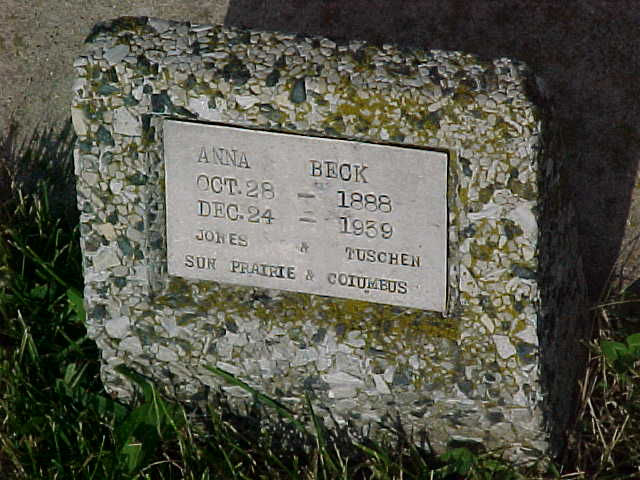 ANNA BECK
OCT. 28 - 1888
DEC. 24 - 1959
JONES & TUSCHEN
SUN PRAIRIE & COLUMBUS